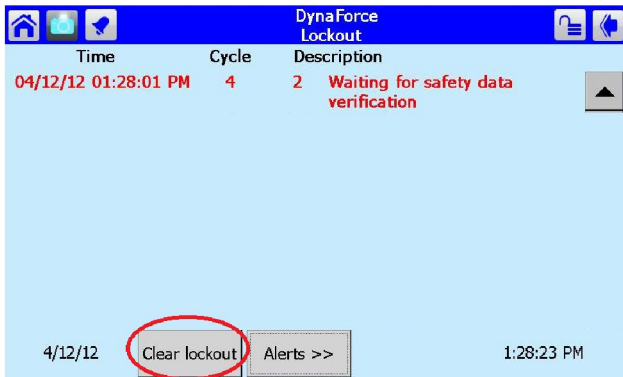 DynaForce
Lockout
Time Cycle Description
04/12/12 01:28:01 PM 4 2 Waiting for safety data
verification
4/12/12 Clear lockout Alerts >> 1:28:23 PM